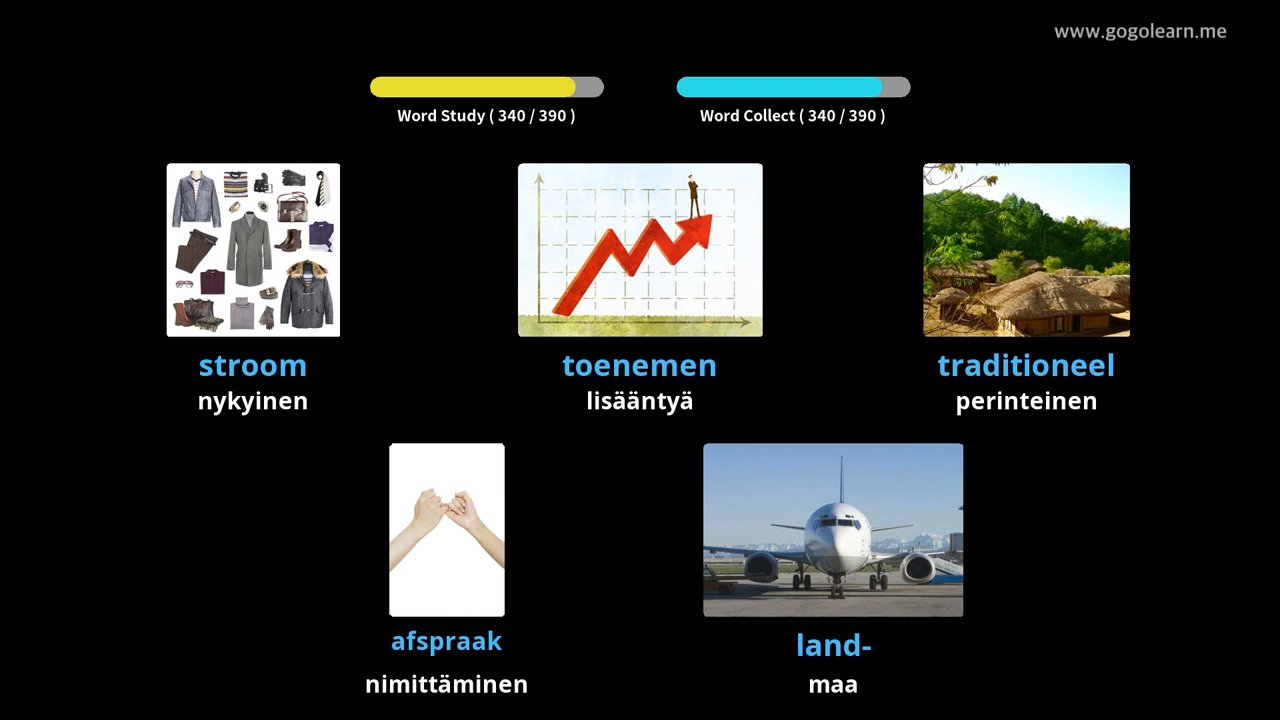 www.gogolearn.me
Word Study ( 340 / 390 )
Word Collect ( 340 / 390 )
stroom
nykyinen
toenemen
lisääntyä
traditioneel
perinteinen
afspraak
nimittäminen
land-
maa